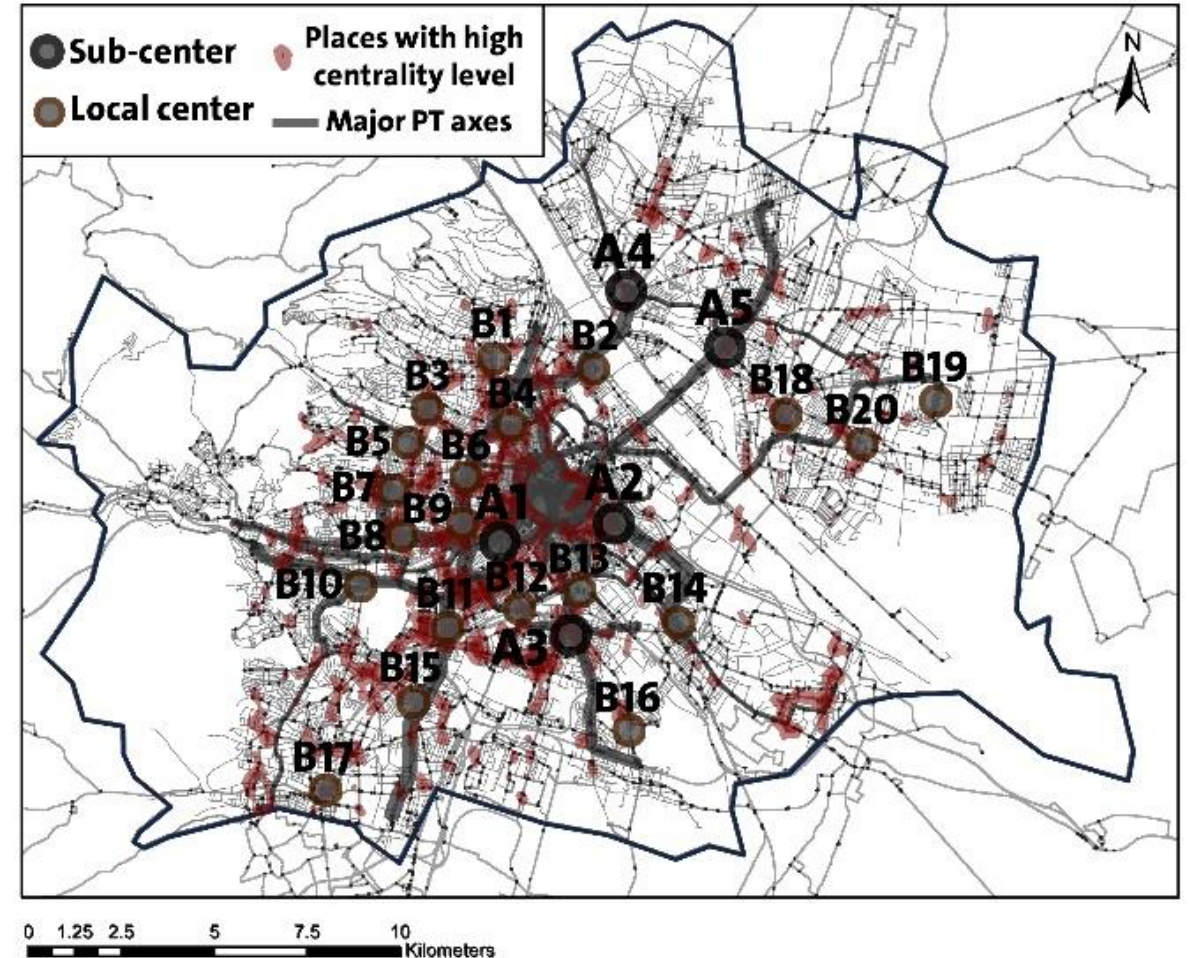 Sub-center
Places with high
centrality level
Local center
Major PT axes
N
A4
A5
B1
B2
B3
B4
B18
B19
B20
B5
B6
B7
B9
A1
A2
B8
B10
B11
B12
B13
B14
A3
B15
B16
B17
0 1.25 2.5 5 7.5 10
Kilometers